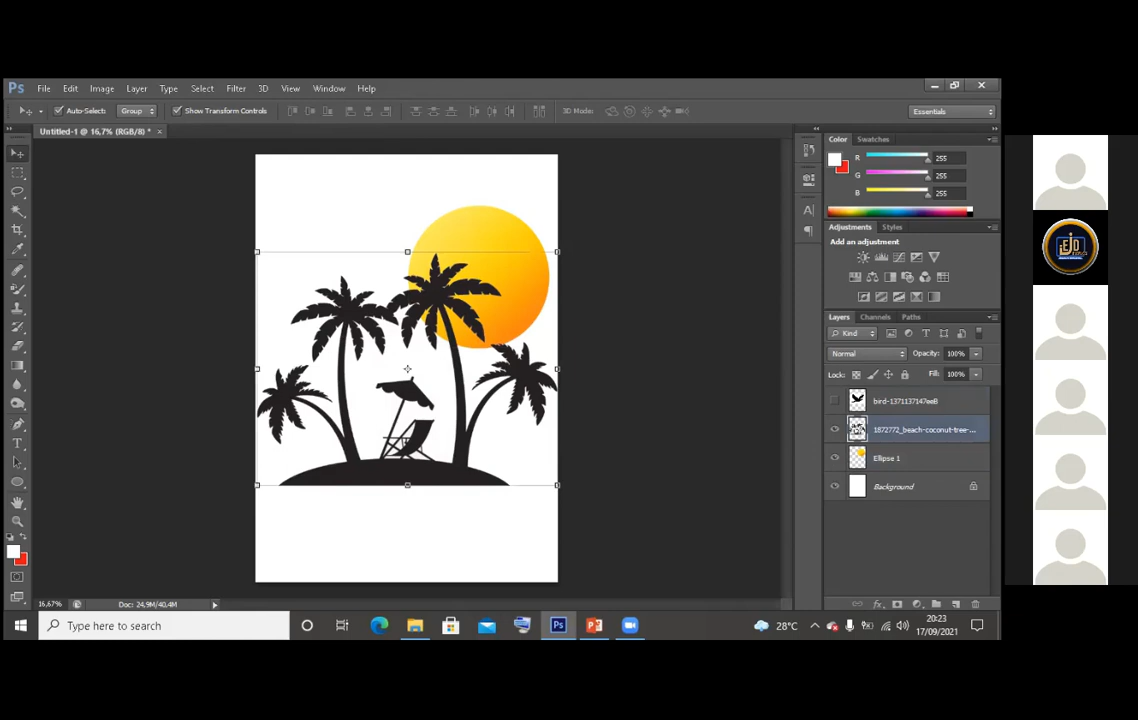 Ps File Edit Image Layer Type Select Filter 3D View Window Help
Auto-Select: Group Show Transform Controls 3D Mode: Essentials
Untitled-1 @ 16,7% (RGB/8) *
Color Swatches
R 255
G 255
B 255
Adjustments Styles
Add an adjustment
Layers Channels Paths
Kind
Normal Opacity: 100%
Lock: Fill: 100%
bird-1371137147eeB
1872772_beach-coconut-tree-...
Ellipse 1
Background
16,67% Doc: 24,9M/40,4M
Type here to search
28°C
20:23
17/09/2021